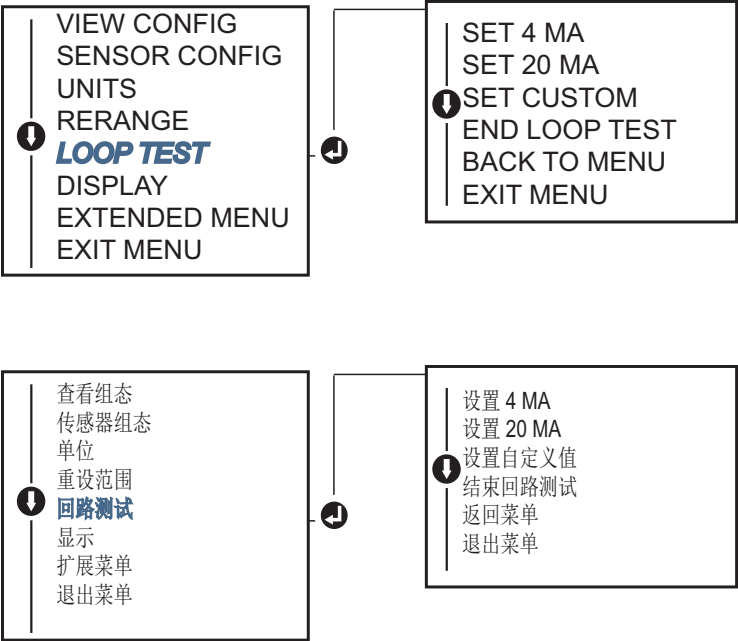 VIEW CONFIG
SENSOR CONFIG
UNITS
RERANGE
LOOP TEST
DISPLAY
EXTENDED MENU
EXIT MENU
SET 4 MA
SET 20 MA
SET CUSTOM
END LOOP TEST
BACK TO MENU
EXIT MENU
查看组态
传感器组态
单位
重设范围
回路测试
显示
扩展菜单
退出菜单
设置 4 MA
设置 20 MA
设置自定义值
结束回路测试
返回菜单
退出菜单